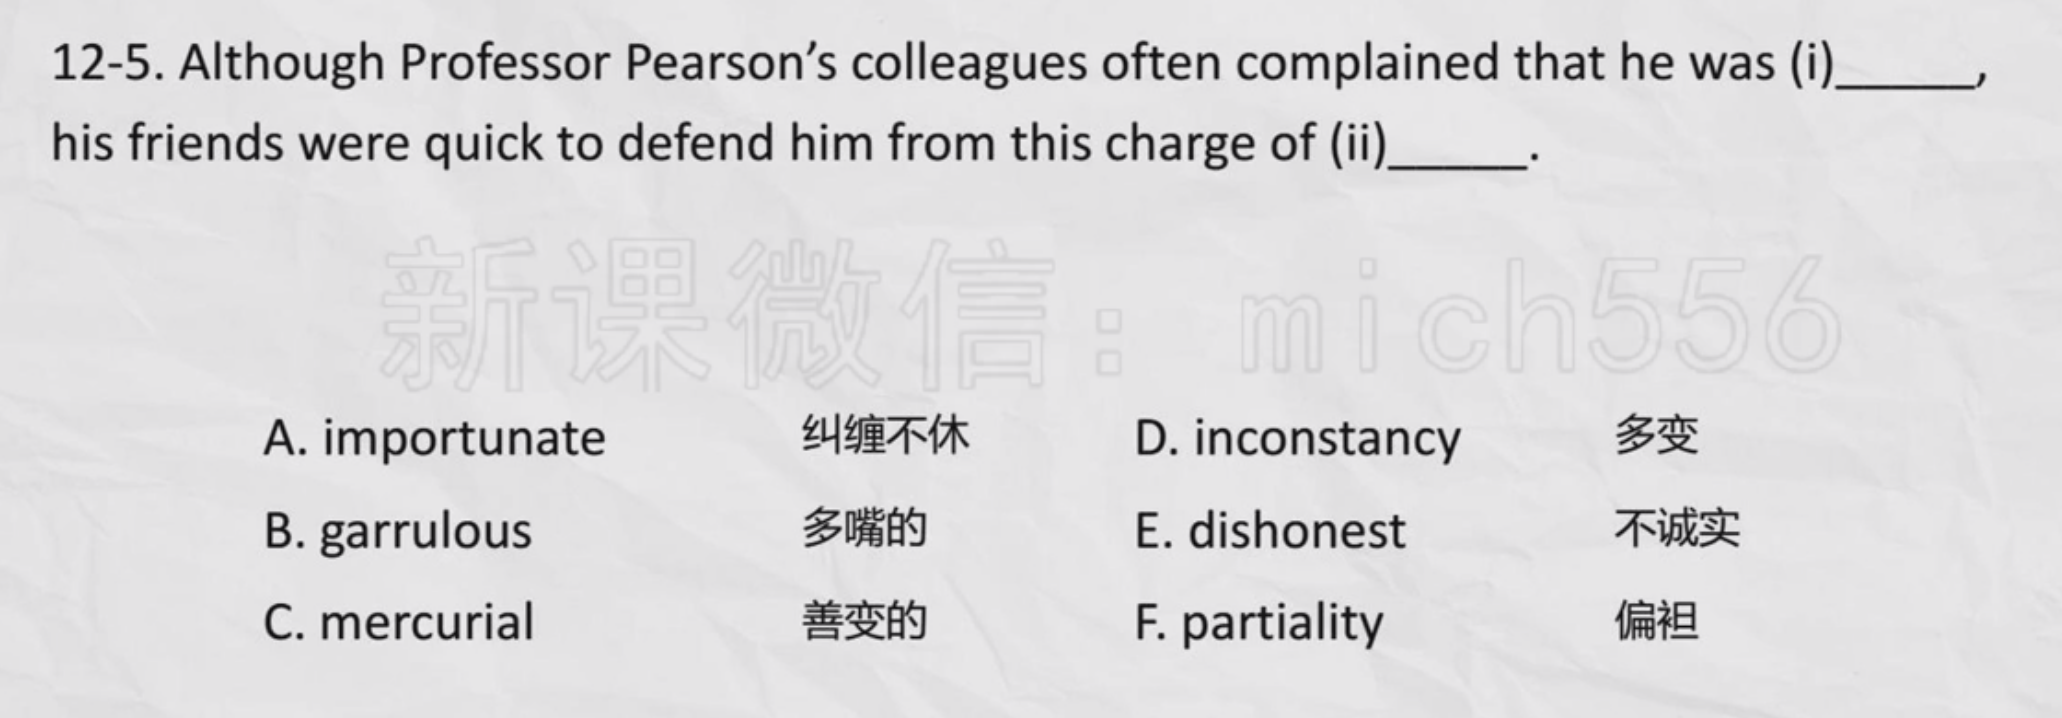 12-5. Although Professor Pearson’s colleagues often complained that he was (i)_____,
his friends were quick to defend him from this charge of (ii)_____.
新课微信：mich556
A. importunate 纠缠不休 D. inconstancy 多变
B. garrulous 多嘴的 E. dishonest 不诚实
C. mercurial 善变的 F. partiality 偏袒